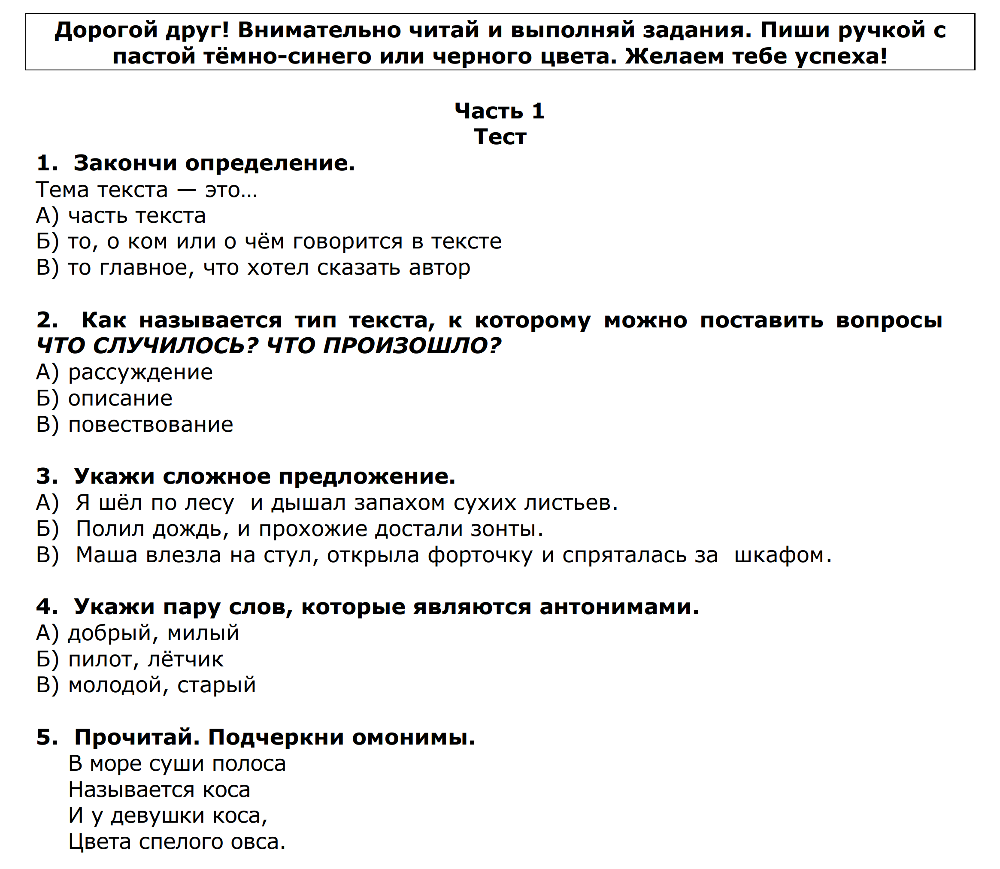 Дорогой друг! Внимательно читай и выполняй задания. Пиши ручкой с
пастой тёмно-синего или черного цвета. Желаем тебе успеха!
Часть 1
Тест
1. Закончи определение.
Тема текста — это...
А) часть текста
Б) то, о ком или о чём говорится в тексте
В) то главное, что хотел сказать автор
2. Как называется тип текста, к которому можно поставить вопросы
ЧТО СЛУЧИЛОСЬ? ЧТО ПРОИЗОШЛО?
А) рассуждение
Б) описание
В) повествование
3. Укажи сложное предложение.
А) Я шёл по лесу и дышал запахом сухих листьев.
Б) Полил дождь, и прохожие достали зонты.
В) Маша влезла на стул, открыла форточку и спряталась за шкафом.
4. Укажи пару слов, которые являются антонимами.
А) добрый, милый
Б) пилот, лётчик
В) молодой, старый
5. Прочитай. Подчеркни омонимы.
В море суши полоса
Называется коса
И у девушки коса,
Цвета спелого овса.